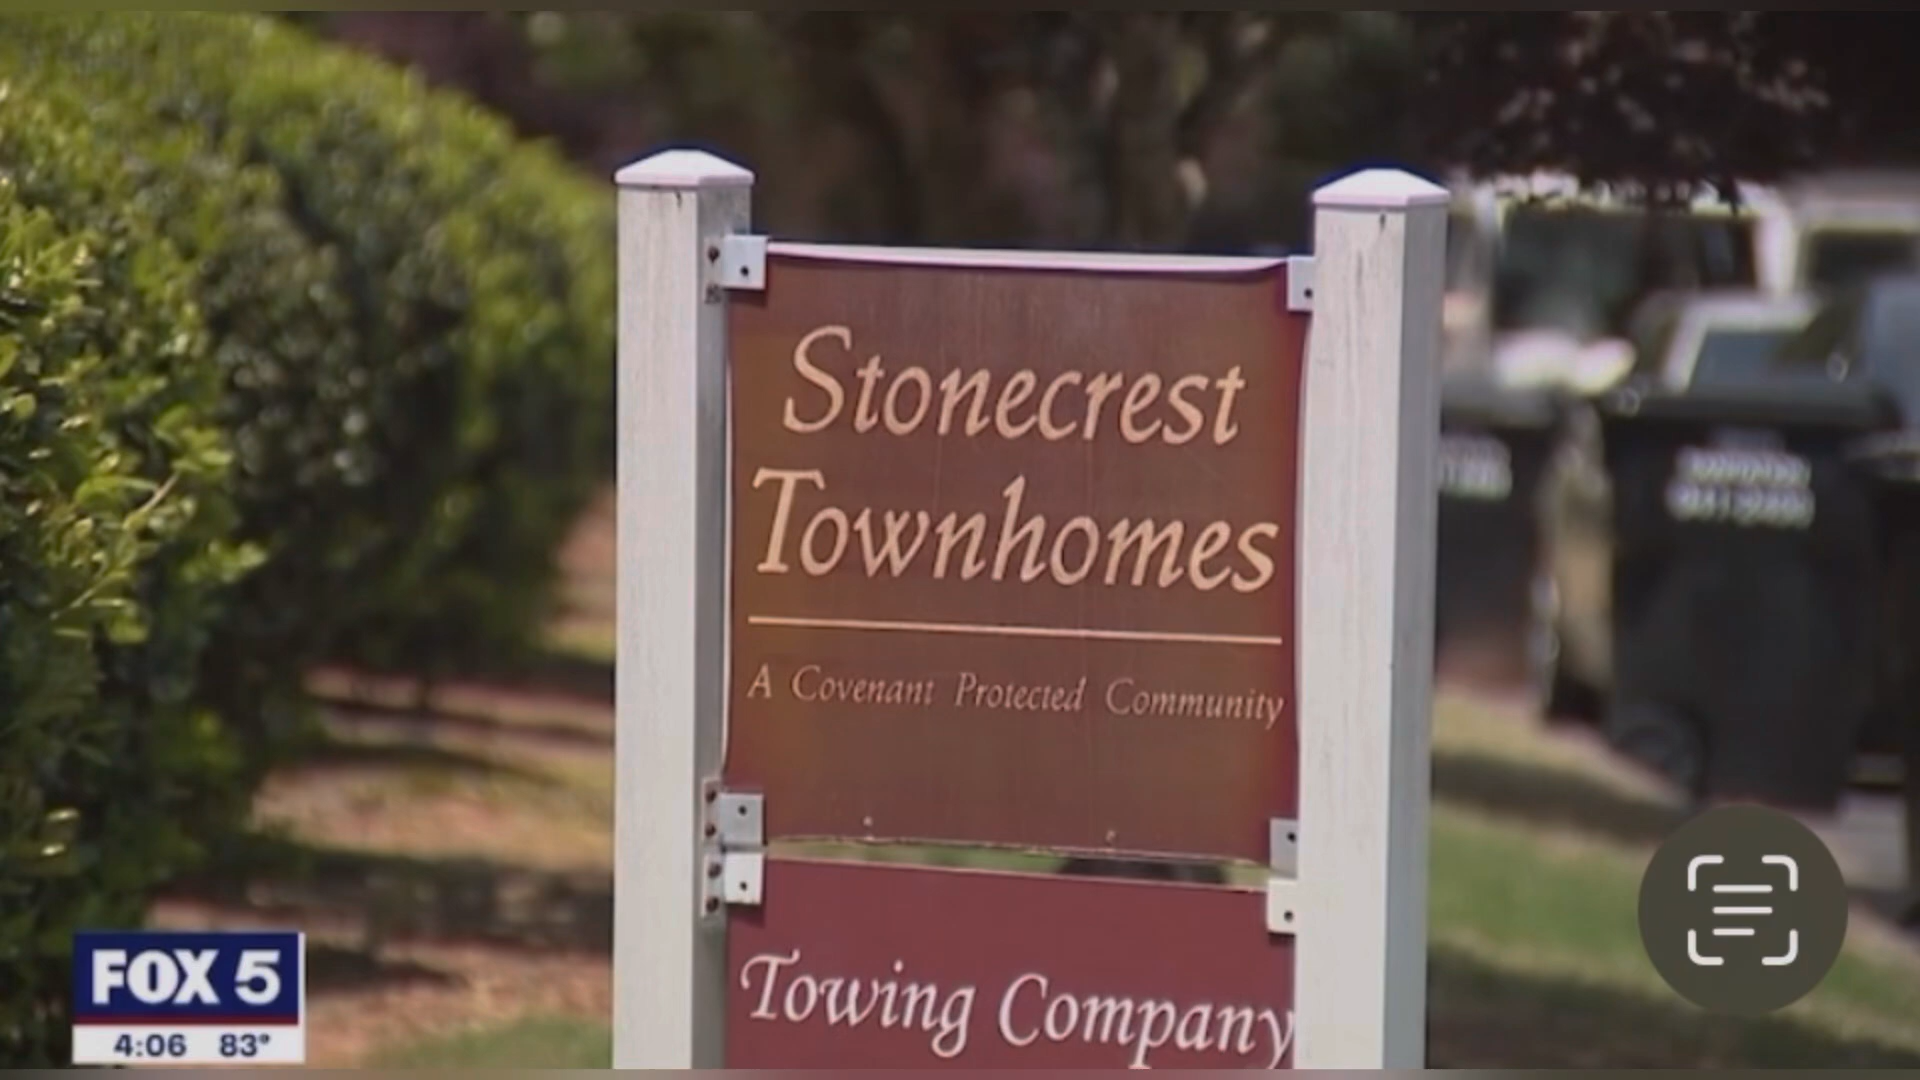 Stonecrest
Townhomes
A Covenant Protected Community
Towing Company
FOX 5
4:06 83°